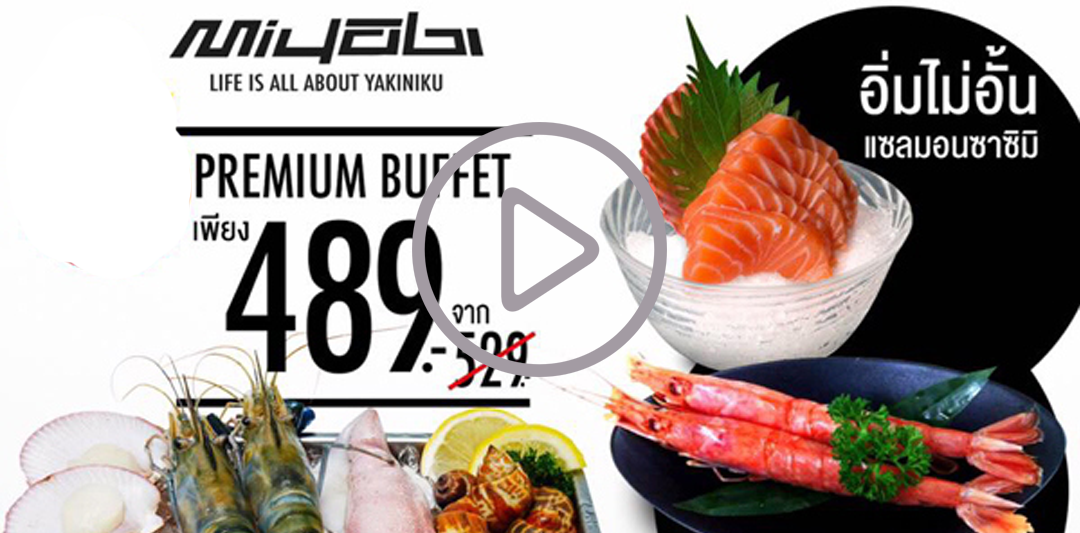 Miyabi
LIFE IS ALL ABOUT YAKINIKU
PREMIUM BUFFET
เพียง
489.-
จาก
529.-
อิ่มไม่อั้น
แซลมอนซาซิมิ